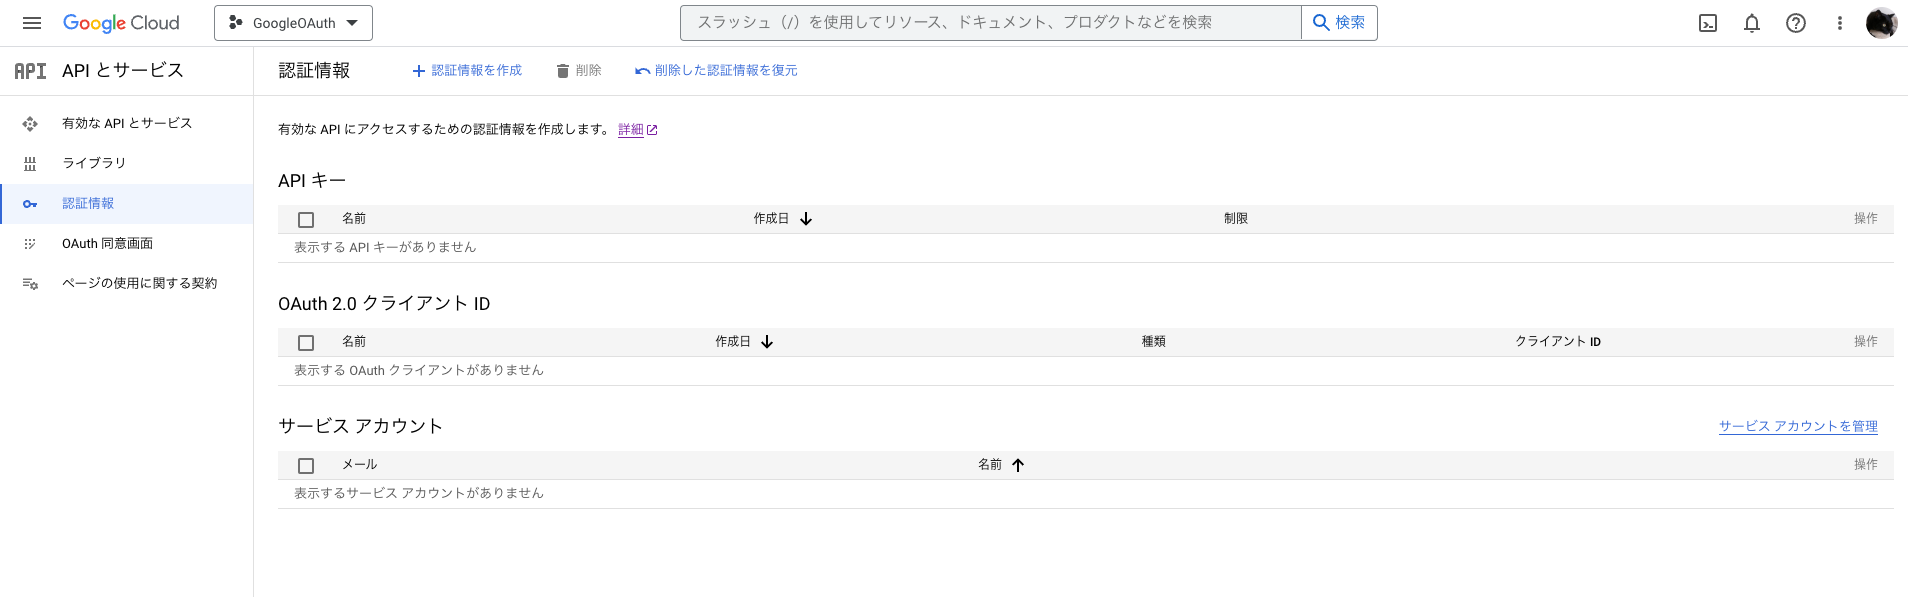 Google Cloud
GoogleOAuth
スラッシュ（/）を使用してリソース、ドキュメント、プロダクトなどを検索
検索
API API とサービス
有効な API とサービス
ライブラリ
認証情報
OAuth 同意画面
ページの使用に関する契約
認証情報 認証情報を作成 削除 削除した認証情報を復元
有効な API にアクセスするための認証情報を作成します。 詳細
API キー
名前 作成日 制限 操作
表示する API キーがありません
OAuth 2.0 クライアント ID
名前 作成日 種類 クライアント ID 操作
表示する OAuth クライアントがありません
サービス アカウント サービス アカウントを管理
メール 名前 操作
表示するサービス アカウントがありません